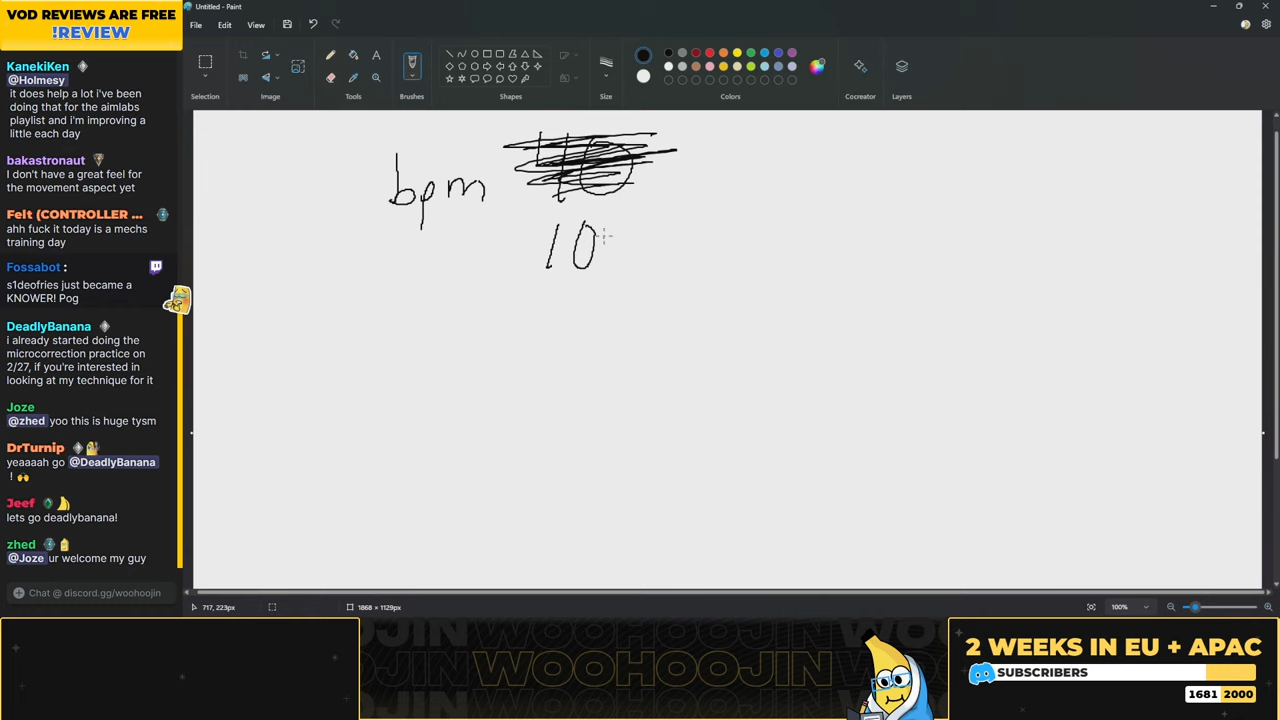 VOD REVIEWS ARE FREE
!REVIEW
KanekiKen
@Holmesy
it does help a lot i've been
doing that for the aimlabs
playlist and i'm improving a
little each day
bakastronaut
I don't have a great feel for
the movement aspect yet
Felt (CONTROLLER ...
ahh fuck it today is a mechs
training day
Fossabot :
s1deofries just became a
KNOWER! Pog
DeadlyBanana
i already started doing the
microcorrection practice on
2/27, if you're interested in
looking at my technique for it
Joze
@zhed yoo this is huge tysm
DrTurnip
yeaaaah go @DeadlyBanana
!
Jeef
lets go deadlybanana!
zhed
@Joze ur welcome my guy
Chat @ discord.gg/woohoojin
Untitled - Paint
File Edit View
Selection Image Tools Brushes Shapes Size Colors Cocreator Layers
bpm
10
717, 223px 1868 × 1129px 100%
WOOHOOJIN
2 WEEKS IN EU + APAC
SUBSCRIBERS
1681 2000